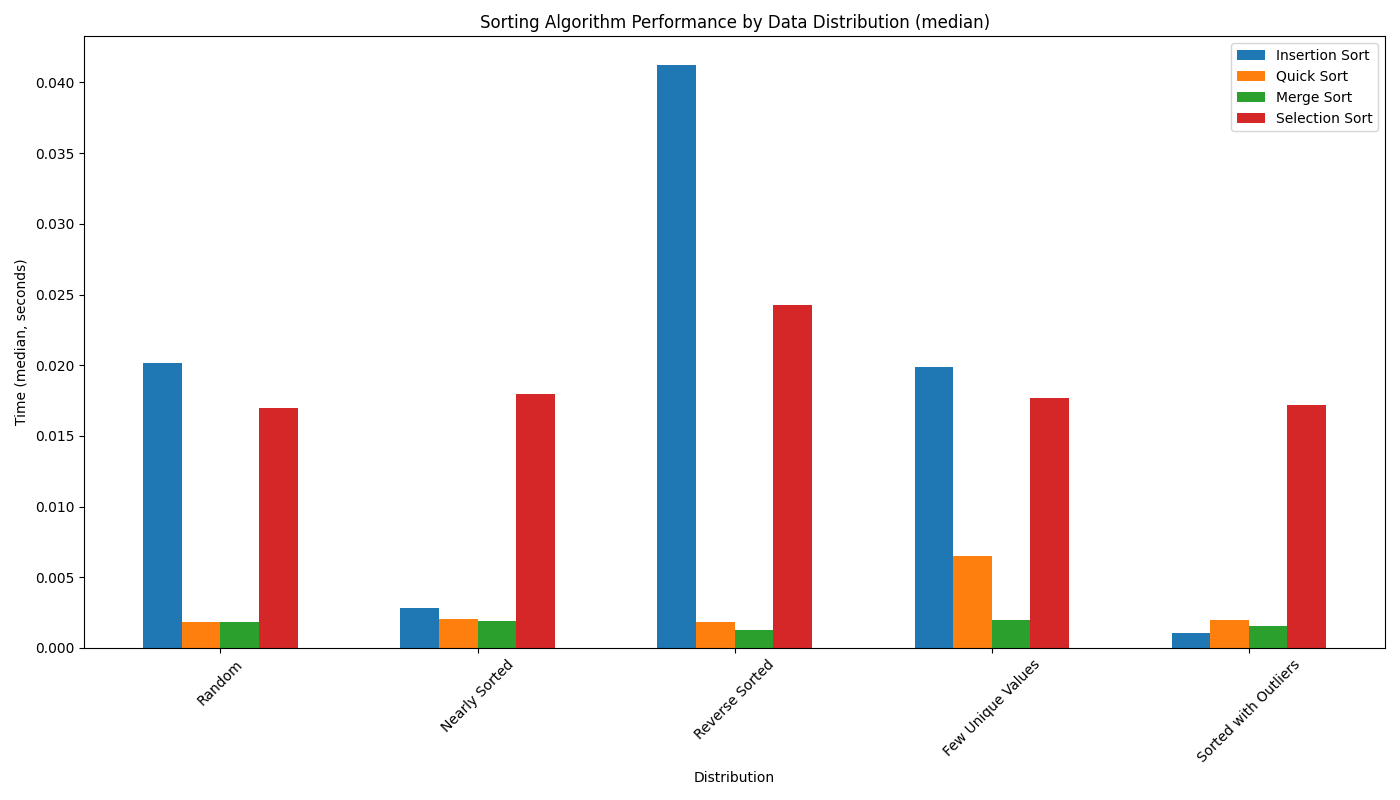 Sorting Algorithm Performance by Data Distribution (median)
Insertion Sort
Quick Sort
Merge Sort
Selection Sort
Time (median, seconds)
0.040
0.035
0.030
0.025
0.020
0.015
0.010
0.005
0.000
Random
Nearly Sorted
Reverse Sorted
Few Unique Values
Sorted with Outliers
Distribution